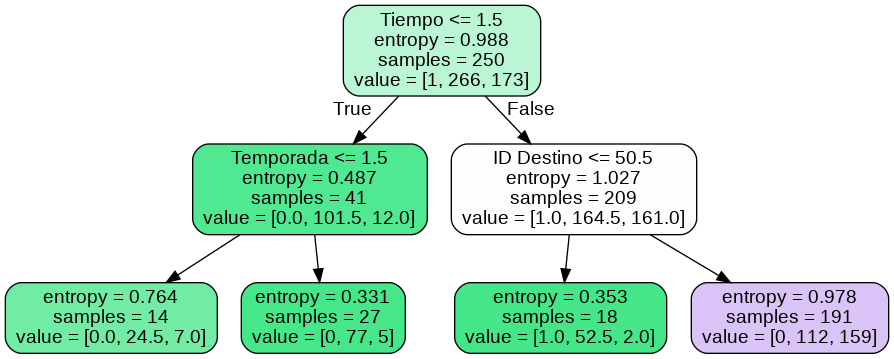 Tiempo <= 1.5
entropy = 0.988
samples = 250
value = [1, 266, 173]
True
False
Temporada <= 1.5
entropy = 0.487
samples = 41
value = [0.0, 101.5, 12.0]
ID Destino <= 50.5
entropy = 1.027
samples = 209
value = [1.0, 164.5, 161.0]
entropy = 0.764
samples = 14
value = [0.0, 24.5, 7.0]
entropy = 0.331
samples = 27
value = [0, 77, 5]
entropy = 0.353
samples = 18
value = [1.0, 52.5, 2.0]
entropy = 0.978
samples = 191
value = [0, 112, 159]